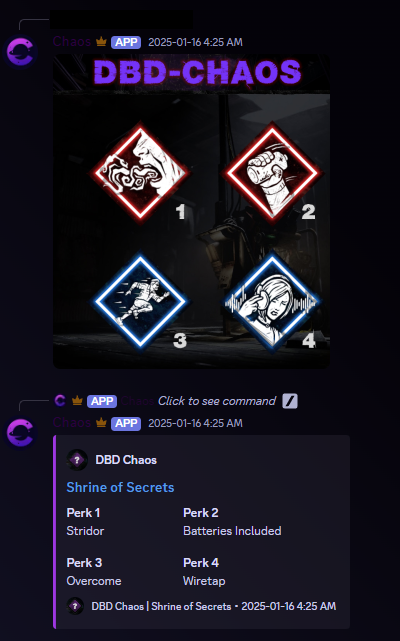 Chaos APP 2025-01-16 4:25 AM
DBD-CHAOS
1
2
3
4
APP Click to see command
Chaos APP 2025-01-16 4:25 AM
DBD Chaos
Shrine of Secrets
Perk 1 Perk 2
Stridor Batteries Included
Perk 3 Perk 4
Overcome Wiretap
DBD Chaos | Shrine of Secrets • 2025-01-16 4:25 AM